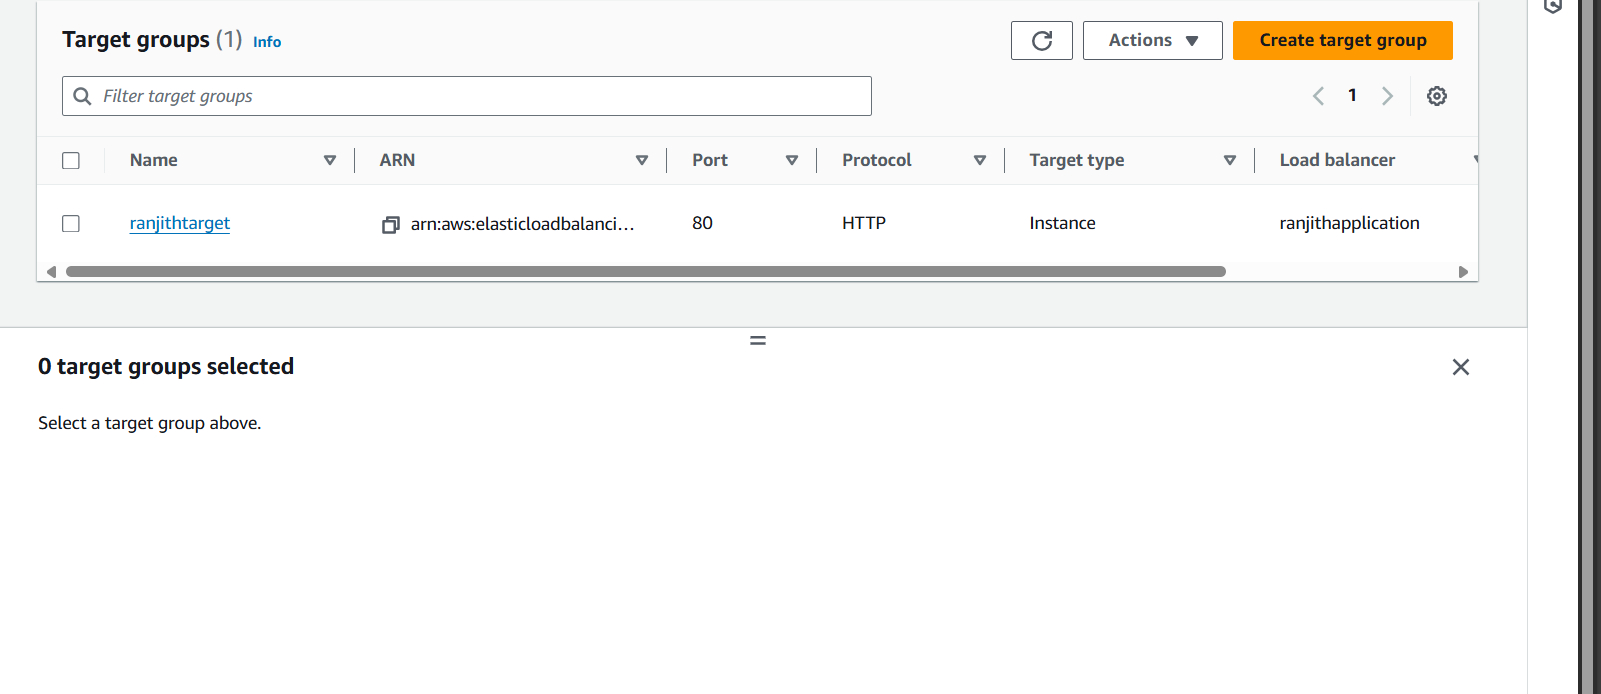 Target groups (1) Info
Actions
Create target group
Filter target groups
1
Name ARN Port Protocol Target type Load balancer
ranjithtarget arn:aws:elasticloadbalanci… 80 HTTP Instance ranjithapplication
0 target groups selected
Select a target group above.